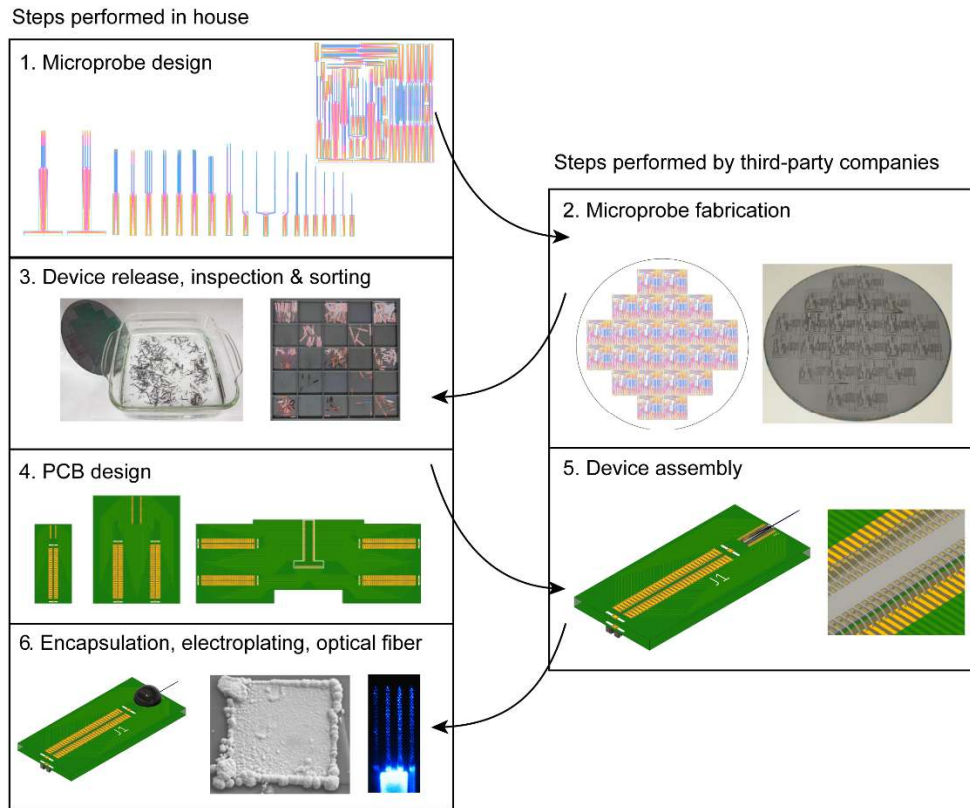 Steps performed in house
1. Microprobe design
Steps performed by third-party companies
2. Microprobe fabrication
3. Device release, inspection & sorting
4. PCB design
5. Device assembly
J1
6. Encapsulation, electroplating, optical fiber
J1